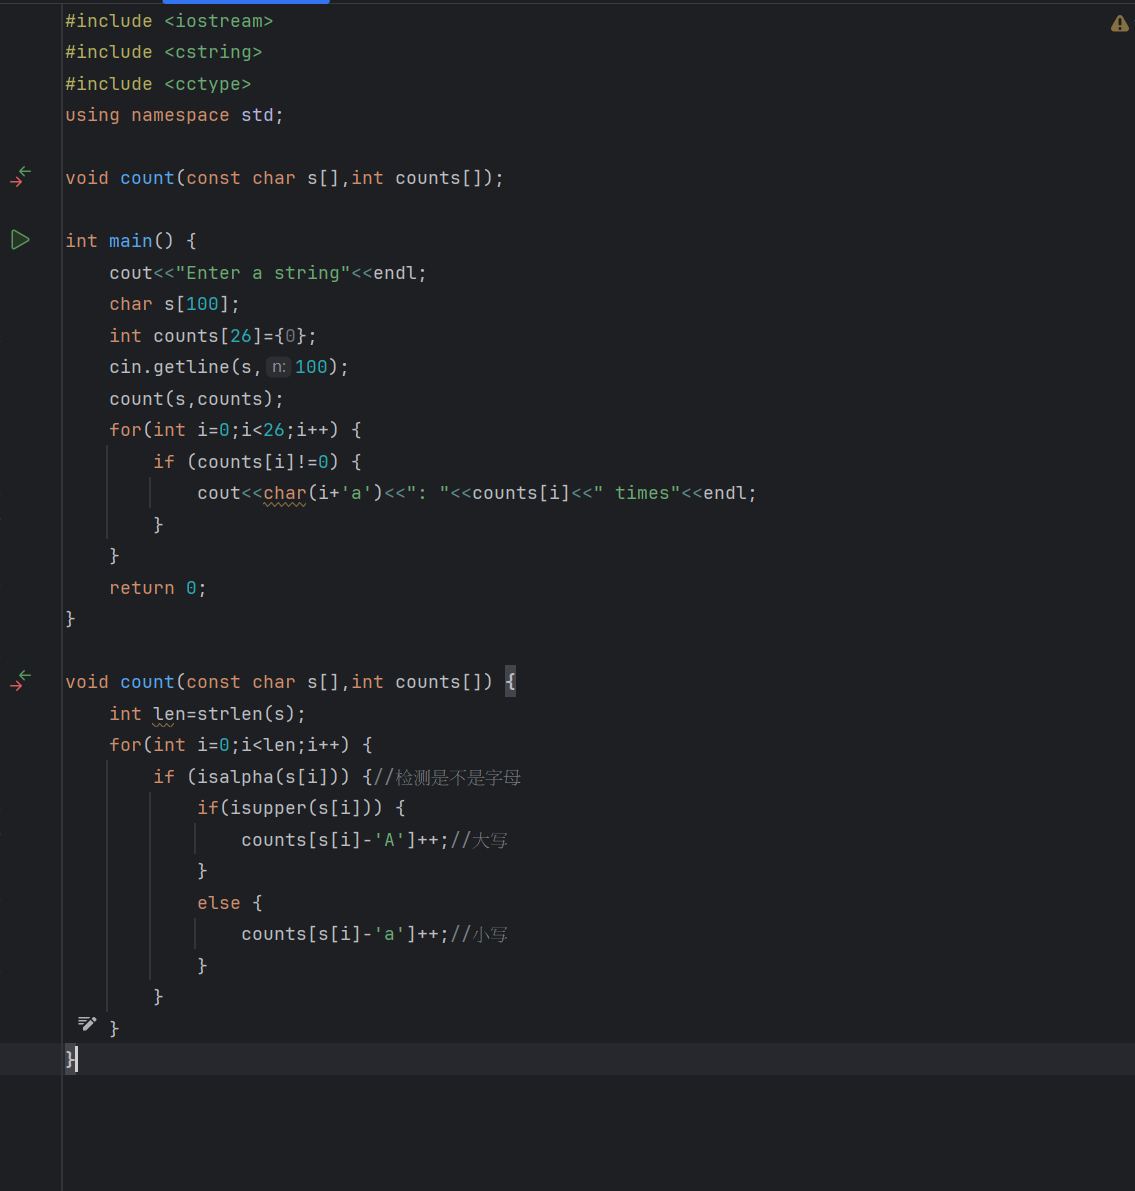 #include <iostream>
#include <cstring>
#include <cctype>
using namespace std;

void count(const char s[],int counts[]);

int main() {
    cout<<"Enter a string"<<endl;
    char s[100];
    int counts[26]={0};
    cin.getline(s, n: 100);
    count(s,counts);
    for(int i=0;i<26;i++) {
        if (counts[i]!=0) {
            cout<<char(i+'a')<<": "<<counts[i]<<" times"<<endl;
        }
    }
    return 0;
}

void count(const char s[],int counts[]) {
    int len=strlen(s);
    for(int i=0;i<len;i++) {
        if (isalpha(s[i])) {//检测是不是字母
            if(isupper(s[i])) {
                counts[s[i]-'A']++;//大写
            }
            else {
                counts[s[i]-'a']++;//小写
            }
        }
    }
}